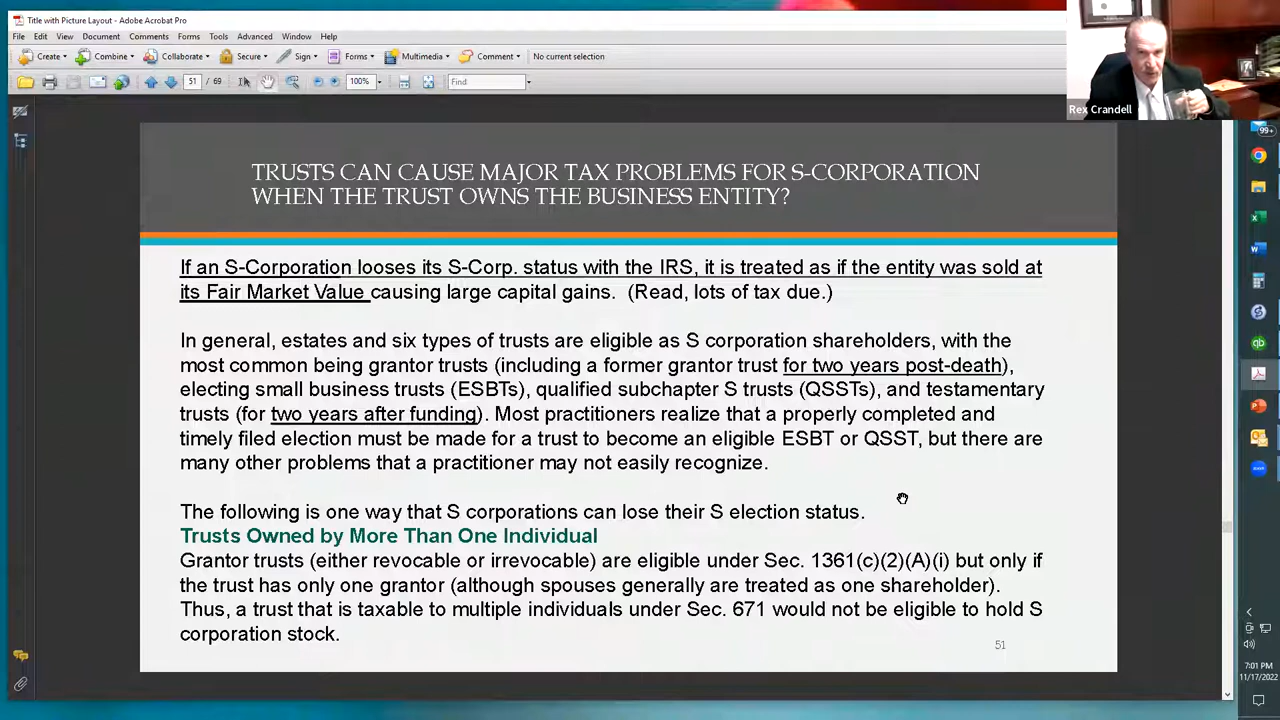 Title with Picture Layout - Adobe Acrobat Pro
File Edit View Document Comments Forms Tools Advanced Window Help
Create Combine Collaborate Secure Sign Forms Multimedia Comment No current selection
51 / 69 100% Find
Rex Crandell
99+
TRUSTS CAN CAUSE MAJOR TAX PROBLEMS FOR S-CORPORATION
WHEN THE TRUST OWNS THE BUSINESS ENTITY?
If an S-Corporation looses its S-Corp. status with the IRS, it is treated as if the entity was sold at
its Fair Market Value causing large capital gains. (Read, lots of tax due.)
In general, estates and six types of trusts are eligible as S corporation shareholders, with the
most common being grantor trusts (including a former grantor trust for two years post-death),
electing small business trusts (ESBTs), qualified subchapter S trusts (QSSTs), and testamentary
trusts (for two years after funding). Most practitioners realize that a properly completed and
timely filed election must be made for a trust to become an eligible ESBT or QSST, but there are
many other problems that a practitioner may not easily recognize.
The following is one way that S corporations can lose their S election status.
Trusts Owned by More Than One Individual
Grantor trusts (either revocable or irrevocable) are eligible under Sec. 1361(c)(2)(A)(i) but only if
the trust has only one grantor (although spouses generally are treated as one shareholder).
Thus, a trust that is taxable to multiple individuals under Sec. 671 would not be eligible to hold S
corporation stock.
51
7:01 PM
11/17/2022